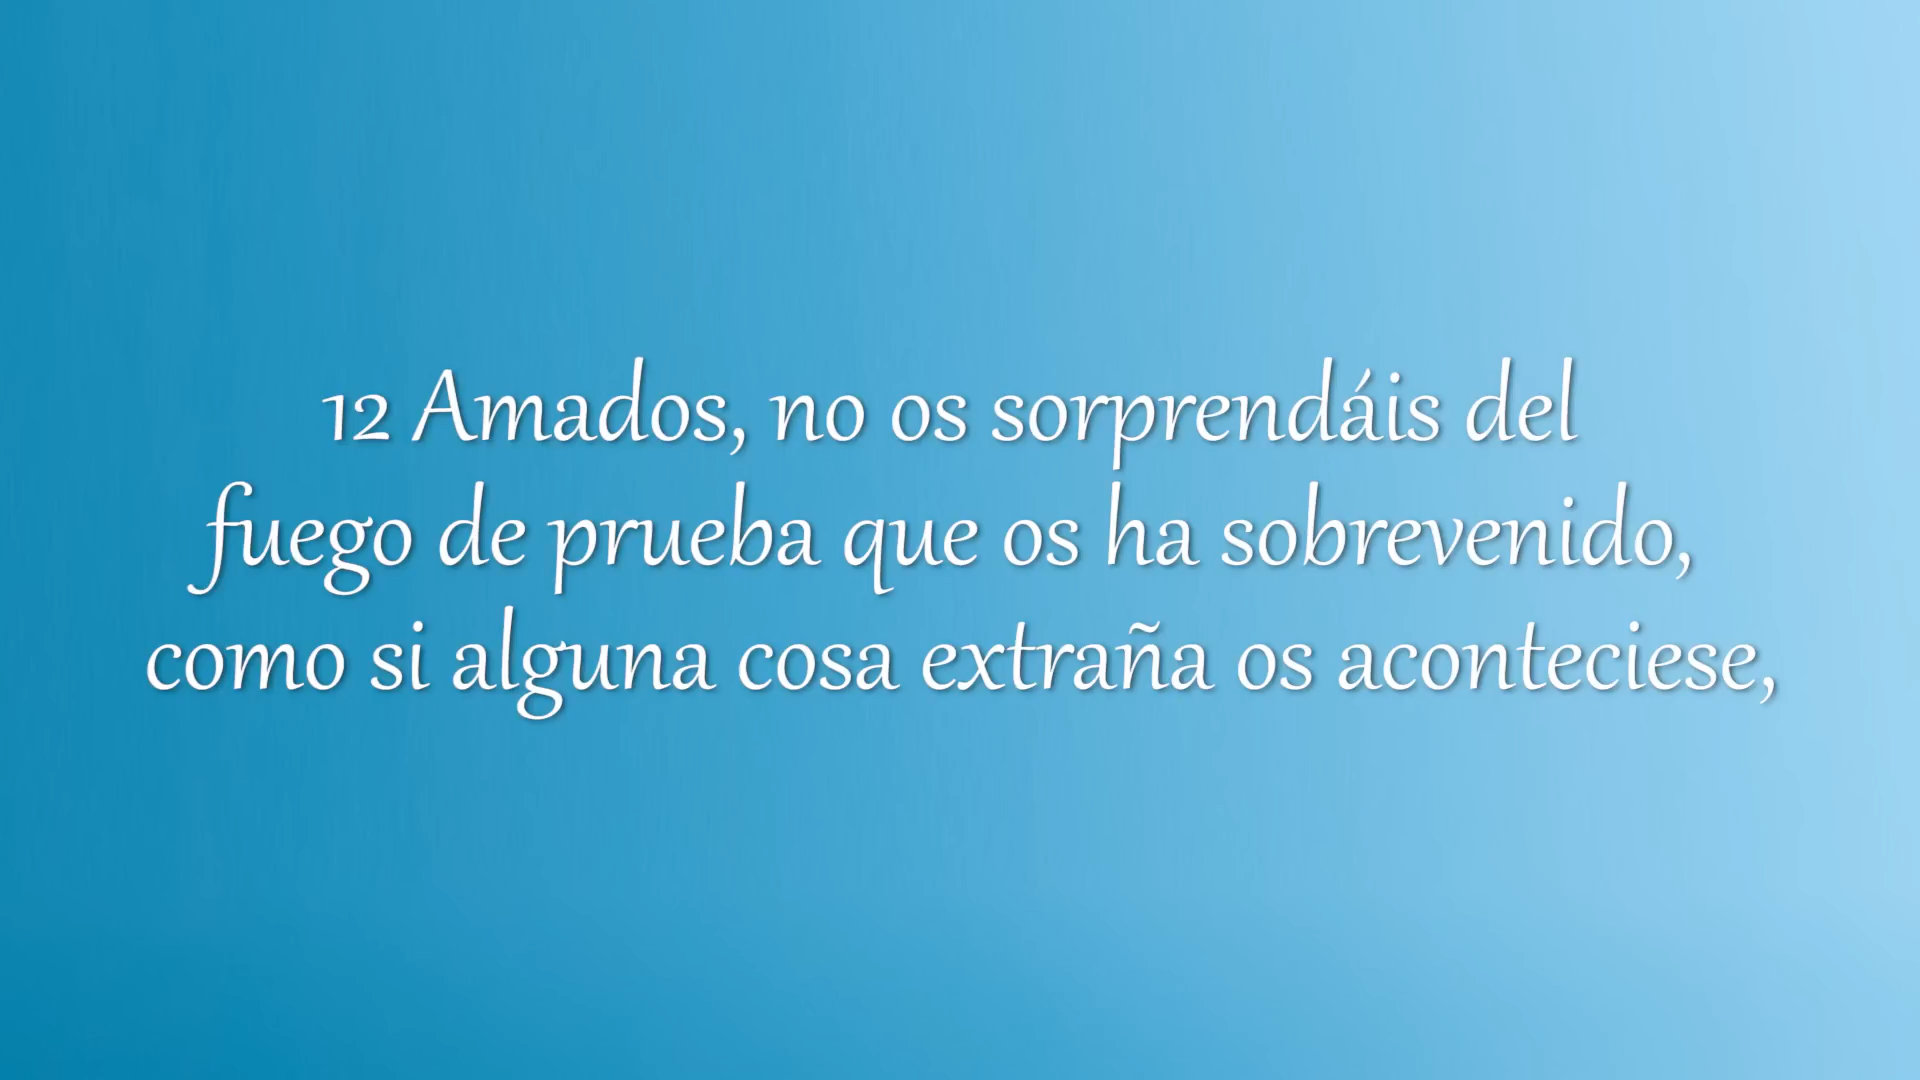 12 Amados, no os sorprendáis del
fuego de prueba que os ha sobrevenido,
como si alguna cosa extraña os aconteciese,